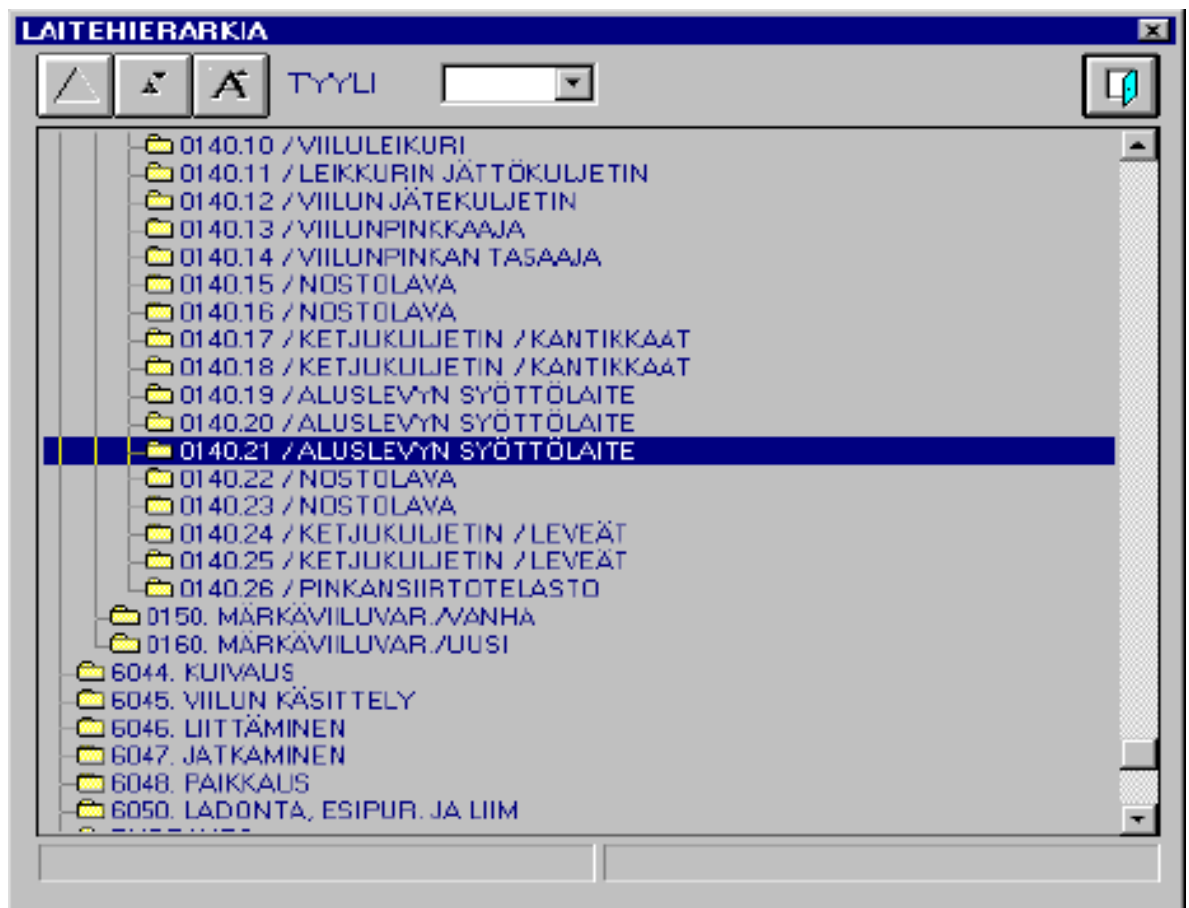 LAITEHIERARKIA
TYYLI
0140.10 / VIILULEIKURI
0140.11 / LEIKKURIN JÄTTÖKULJETIN
0140.12 / VIILUN JÄTEKULJETIN
0140.13 / VIILUNPINKKAAJA
0140.14 / VIILUNPINKAN TASAAJA
0140.15 / NOSTOLAVA
0140.16 / NOSTOLAVA
0140.17 / KETJUKULJETIN / KANTIKKAAT
0140.18 / KETJUKULJETIN / KANTIKKAAT
0140.19 / ALUSLEVYN SYÖTTÖLAITE
0140.20 / ALUSLEVYN SYÖTTÖLAITE
0140.21 / ALUSLEVYN SYÖTTÖLAITE
0140.22 / NOSTOLAVA
0140.23 / NOSTOLAVA
0140.24 / KETJUKULJETIN / LEVEÄT
0140.25 / KETJUKULJETIN / LEVEÄT
0140.26 / PINKANSIIRTOTELASTO
0150. MÄRKÄVIILUVAR./VANHA
0160. MÄRKÄVIILUVAR./UUSI
6044. KUIVAUS
6045. VIILUN KÄSITTELY
6046. LIITTÄMINEN
6047. JATKAMINEN
6048. PAIKKAUS
6050. LADONTA, ESIPUR. JA LIIM